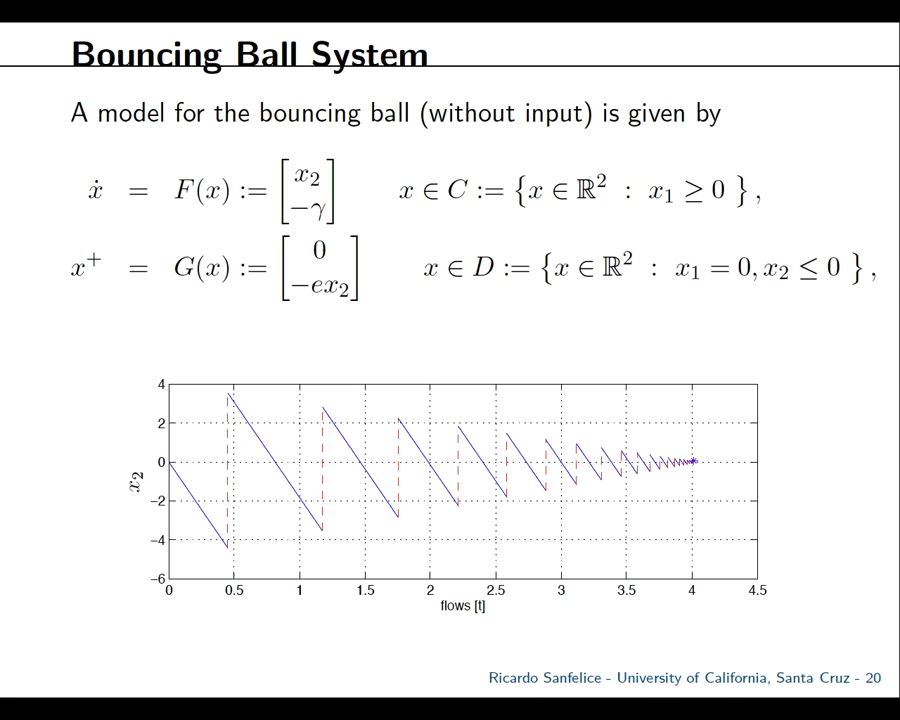 Bouncing Ball System
A model for the bouncing ball (without input) is given by
ẋ = F(x) := [x₂ −γ] x ∈ C := {x ∈ ℝ² : x₁ ≥ 0 },
x⁺ = G(x) := [0 −ex₂] x ∈ D := {x ∈ ℝ² : x₁ = 0, x₂ ≤ 0 },
4
2
0
−2
−4
−6
x₂
0 0.5 1 1.5 2 2.5 3 3.5 4 4.5
flows [t]
Ricardo Sanfelice - University of California, Santa Cruz - 20